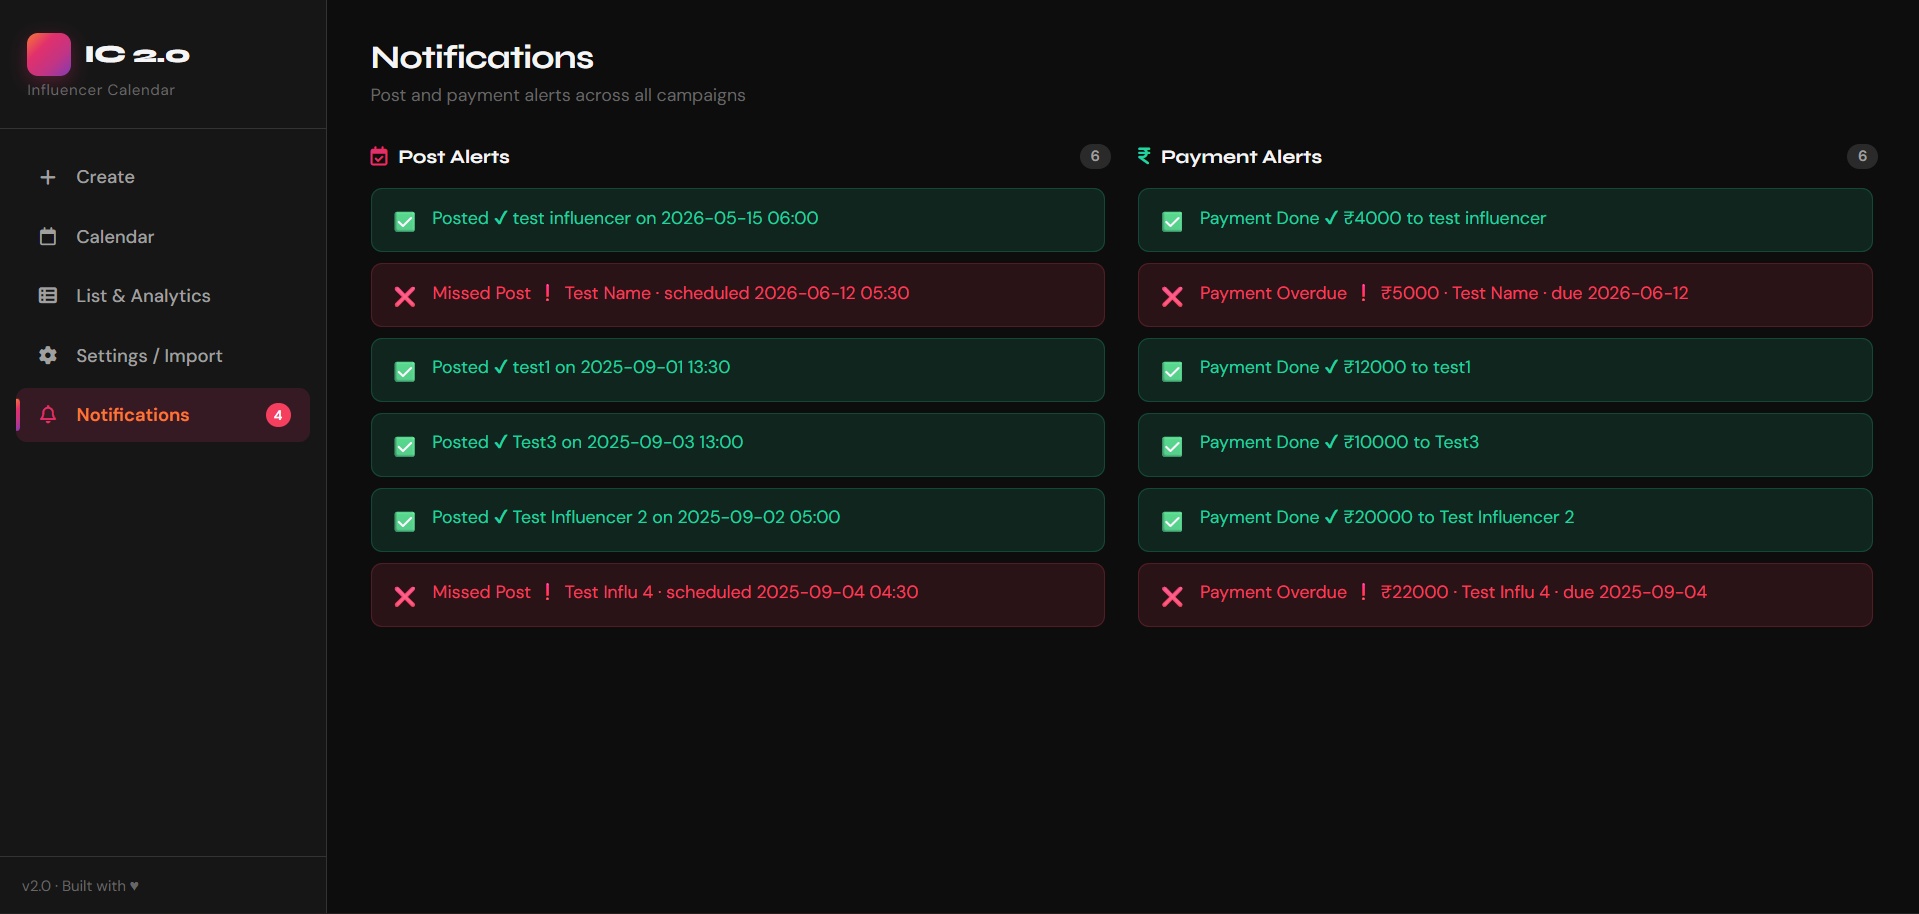 IC 2.0
Influencer Calendar
Create
Calendar
List & Analytics
Settings / Import
Notifications 4
v2.0 · Built with ♥
Notifications
Post and payment alerts across all campaigns
Post Alerts 6
✅ Posted ✓ test influencer on 2026-05-15 06:00
❌ Missed Post ❗ Test Name · scheduled 2026-06-12 05:30
✅ Posted ✓ test1 on 2025-09-01 13:30
✅ Posted ✓ Test3 on 2025-09-03 13:00
✅ Posted ✓ Test Influencer 2 on 2025-09-02 05:00
❌ Missed Post ❗ Test Influ 4 · scheduled 2025-09-04 04:30
₹ Payment Alerts 6
✅ Payment Done ✓ ₹4000 to test influencer
❌ Payment Overdue ❗ ₹5000 · Test Name · due 2026-06-12
✅ Payment Done ✓ ₹12000 to test1
✅ Payment Done ✓ ₹10000 to Test3
✅ Payment Done ✓ ₹20000 to Test Influencer 2
❌ Payment Overdue ❗ ₹22000 · Test Influ 4 · due 2025-09-04